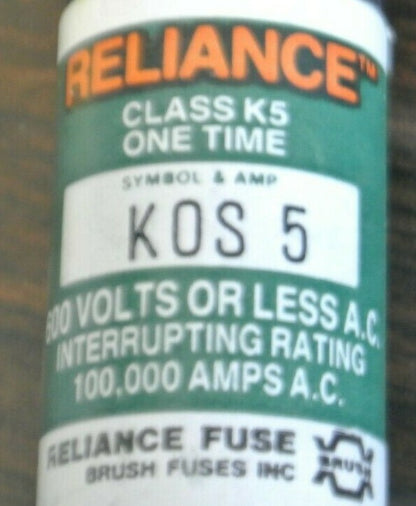 RELIANCE™
CLASS K5
ONE TIME
SYMBOL & AMP
KOS 5
600 VOLTS OR LESS A.C.
INTERRUPTING RATING
100,000 AMPS A.C.
RELIANCE FUSE
BRUSH FUSES INC
BRUSH